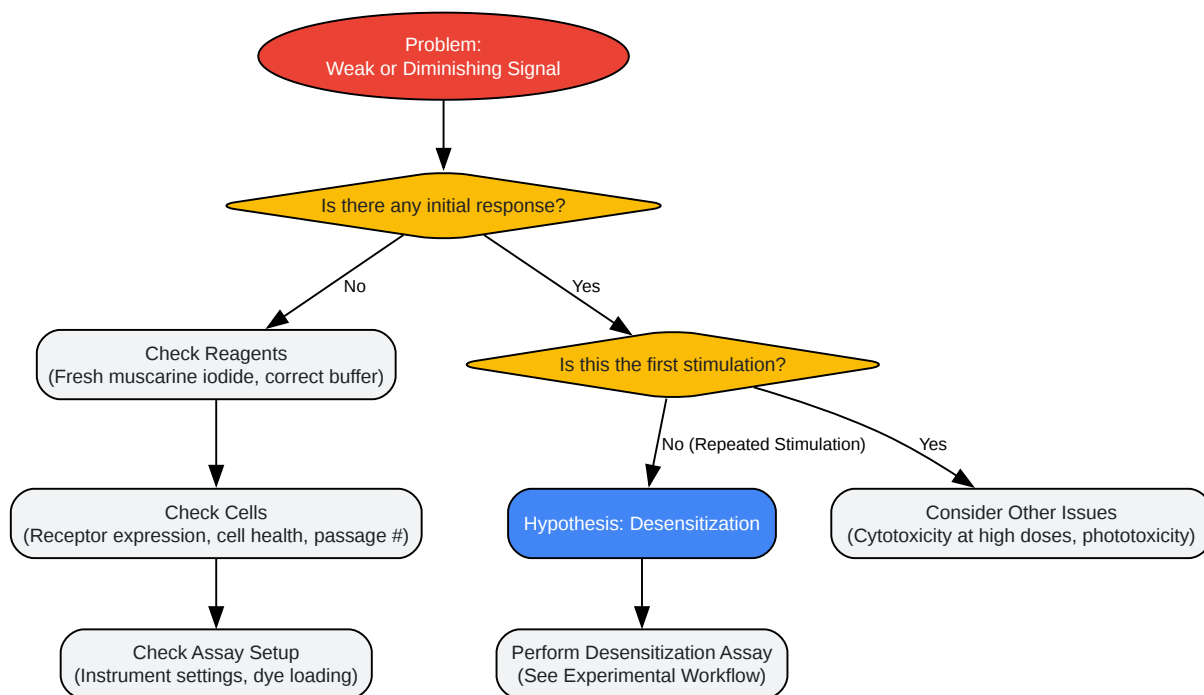 Problem:
Weak or Diminishing Signal
Is there any initial response?
No
Yes
Check Reagents
(Fresh muscarine iodide, correct buffer)
Is this the first stimulation?
No (Repeated Stimulation)
Yes
Check Cells
(Receptor expression, cell health, passage #)
Hypothesis: Desensitization
Consider Other Issues
(Cytotoxicity at high doses, phototoxicity)
Check Assay Setup
(Instrument settings, dye loading)
Perform Desensitization Assay
(See Experimental Workflow)